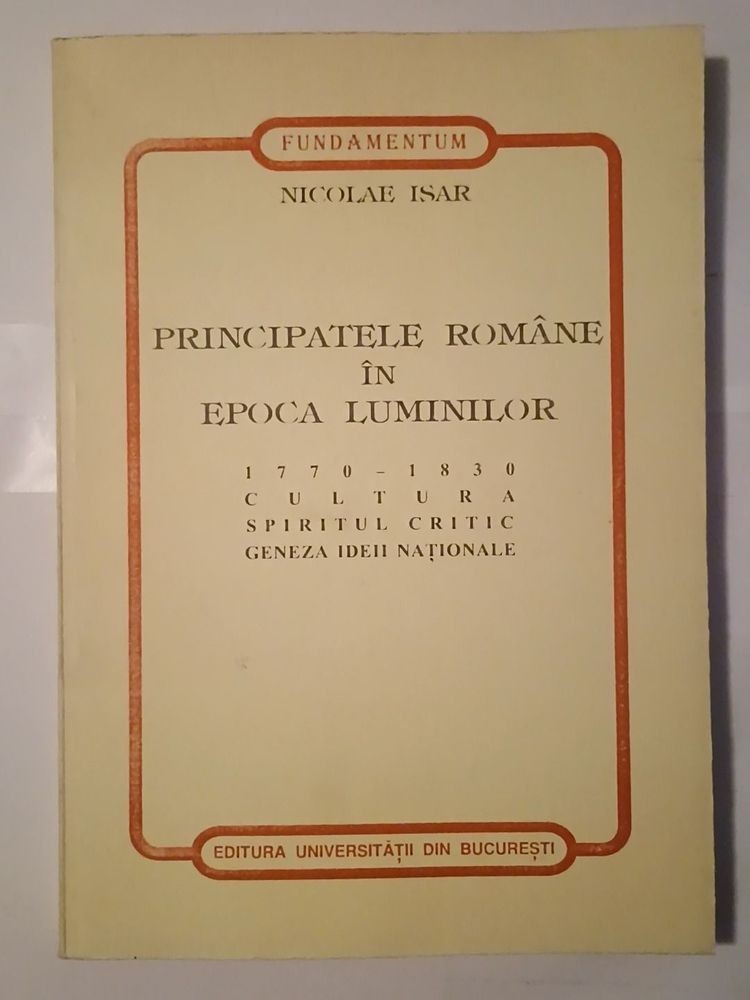 FUNDAMENTUM
NICOLAE ISAR
PRINCIPATELE ROMÂNE
ÎN
EPOCA LUMINILOR
1770–1830
CULTURA
SPIRITUL CRITIC
GENEZA IDEII NAȚIONALE
EDITURA UNIVERSITĂȚII DIN BUCUREȘTI